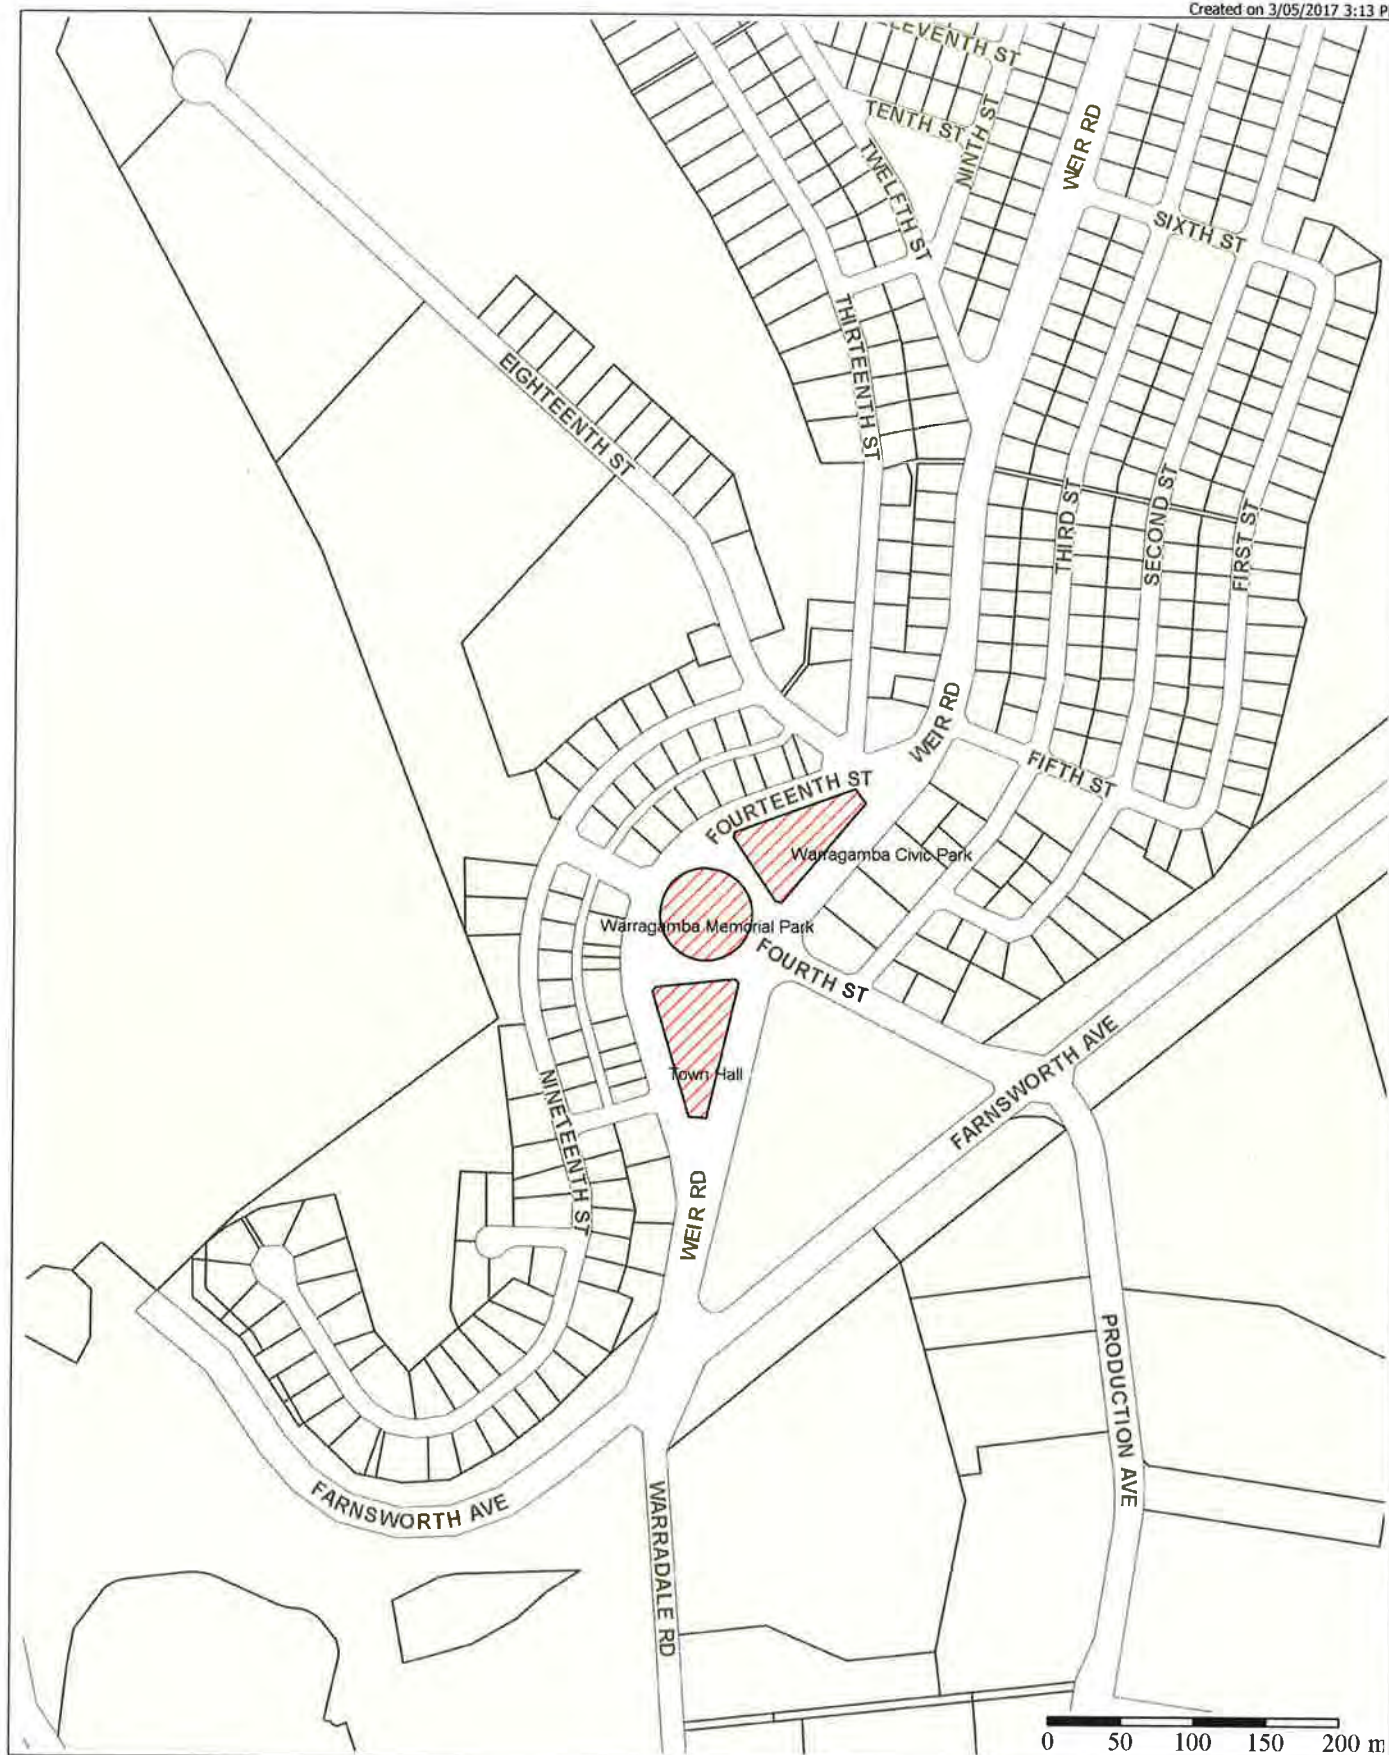 Created on 3/05/2017 3:13 P
LEVENTH ST
TENTH ST
NINTH ST
WEIR RD
TWELFTH ST
SIXTH ST
THIRTEENTH ST
EIGHTEENTH ST
THIRD ST
SECOND ST
FIRST ST
WEIR RD
FIFTH ST
FOURTEENTH ST
Warragamba Civic Park
Warragamba Memorial Park
FOURTH ST
FARNSWORTH AVE
Town Hall
NINETEENTH ST
WEIR RD
PRODUCTION AVE
FARNSWORTH AVE
WARRADALE RD
0 50 100 150 200 m